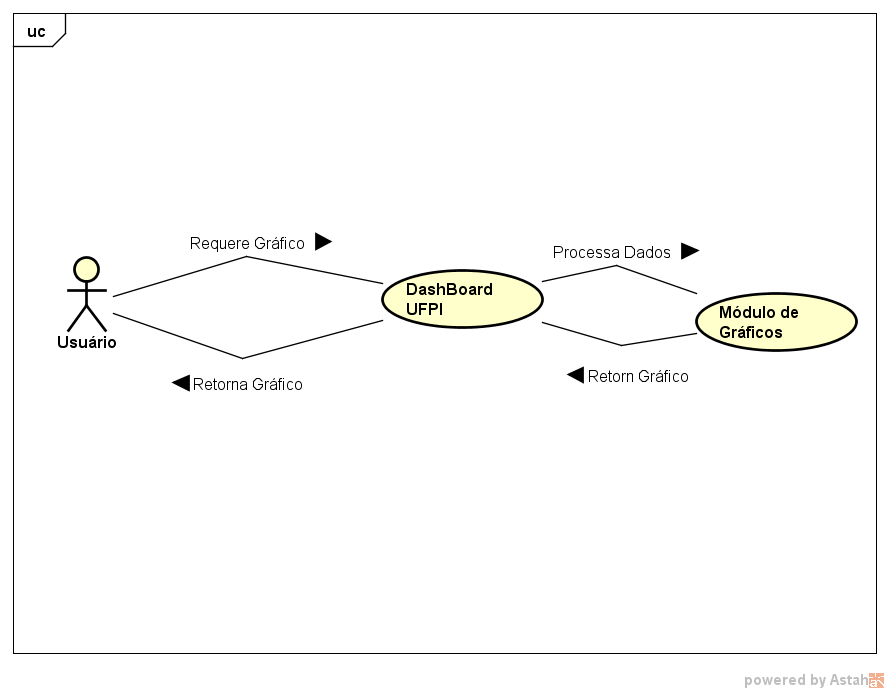 uc
Requere Gráfico
Processa Dados
DashBoard
UFPI
Módulo de
Gráficos
Usuário
Retorna Gráfico
Retorn Gráfico
powered by Astah